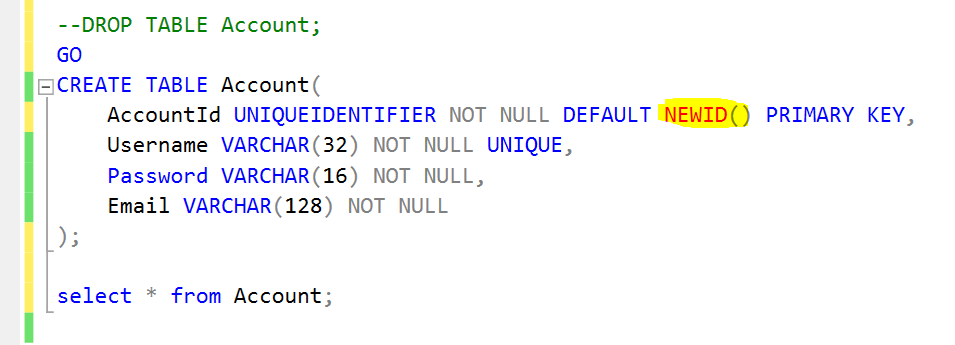 --DROP TABLE Account;
GO
CREATE TABLE Account(
AccountId UNIQUEIDENTIFIER NOT NULL DEFAULT NEWID() PRIMARY KEY,
Username VARCHAR(32) NOT NULL UNIQUE,
Password VARCHAR(16) NOT NULL,
Email VARCHAR(128) NOT NULL
);
select * from Account;